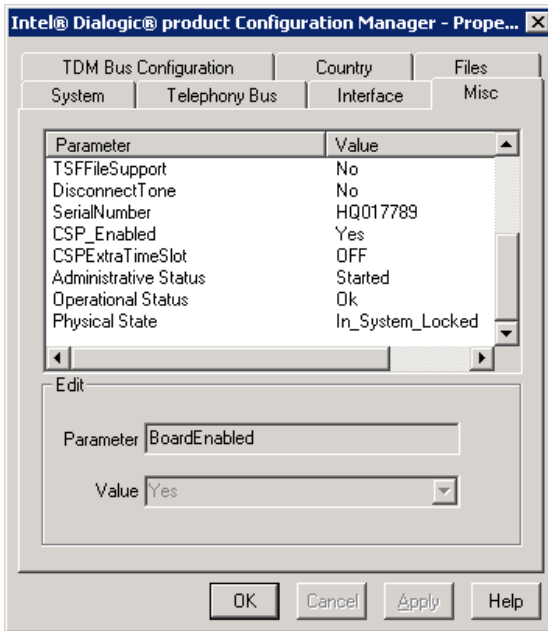 Intel® Dialogic® product Configuration Manager - Prope...
TDM Bus Configuration Country Files
System Telephony Bus Interface Misc
Parameter Value
TSFFileSupport No
DisconnectTone No
SerialNumber HQ017789
CSP_Enabled Yes
CSPExtraTimeSlot OFF
Administrative Status Started
Operational Status Ok
Physical State In_System_Locked
Edit
Parameter BoardEnabled
Value Yes
OK Cancel Apply Help